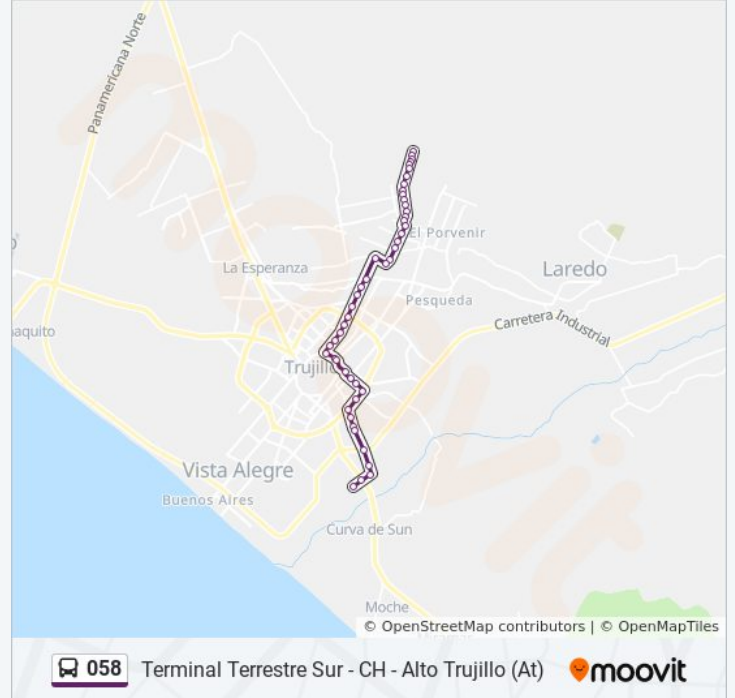 Panamericana Norte
El Porvenir
La Esperanza
Laredo
Pesqueda
Carretera Industrial
aquito
Trujillo
Vista Alegre
Buenos Aires
Curva de Sun
Moche
© OpenStreetMap contributors | © OpenMapTiles
058 Terminal Terrestre Sur - CH - Alto Trujillo (At) moovit